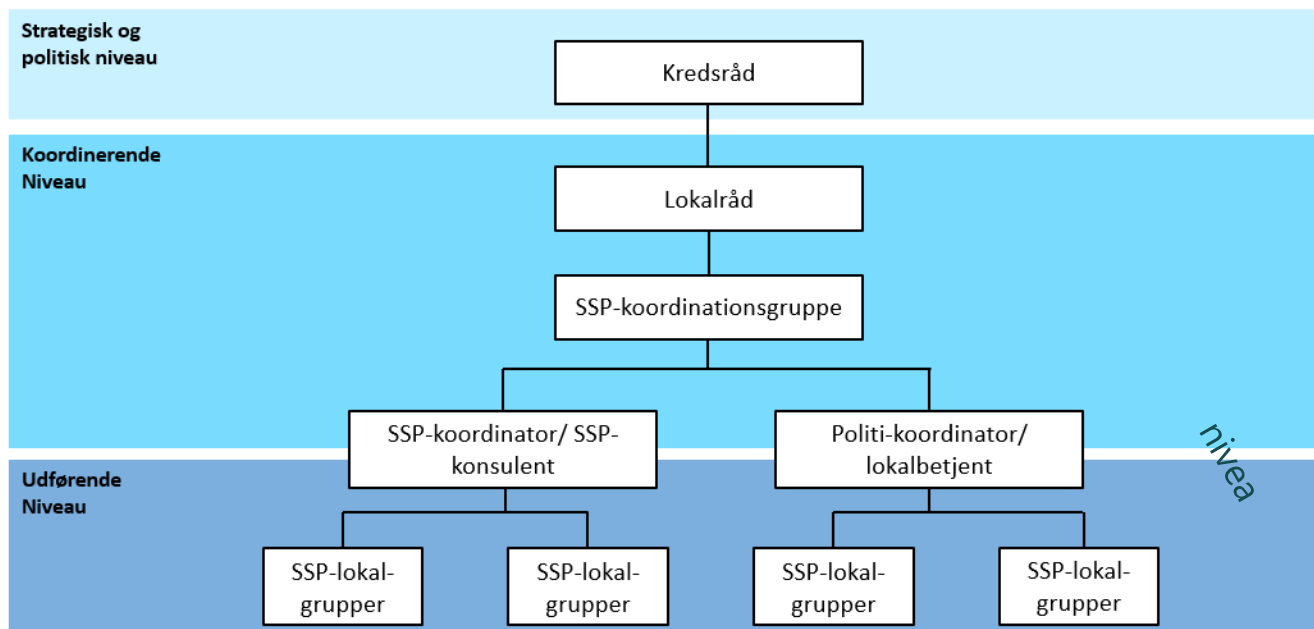 Strategisk og
politisk niveau
Kredsråd
Koordinerende
Niveau
Lokalråd
SSP-koordinationsgruppe
SSP-koordinator/ SSP-
konsulent
Politi-koordinator/
lokalbetjent
nivea
Udførende
Niveau
SSP-lokal-
grupper
SSP-lokal-
grupper
SSP-lokal-
grupper
SSP-lokal-
grupper